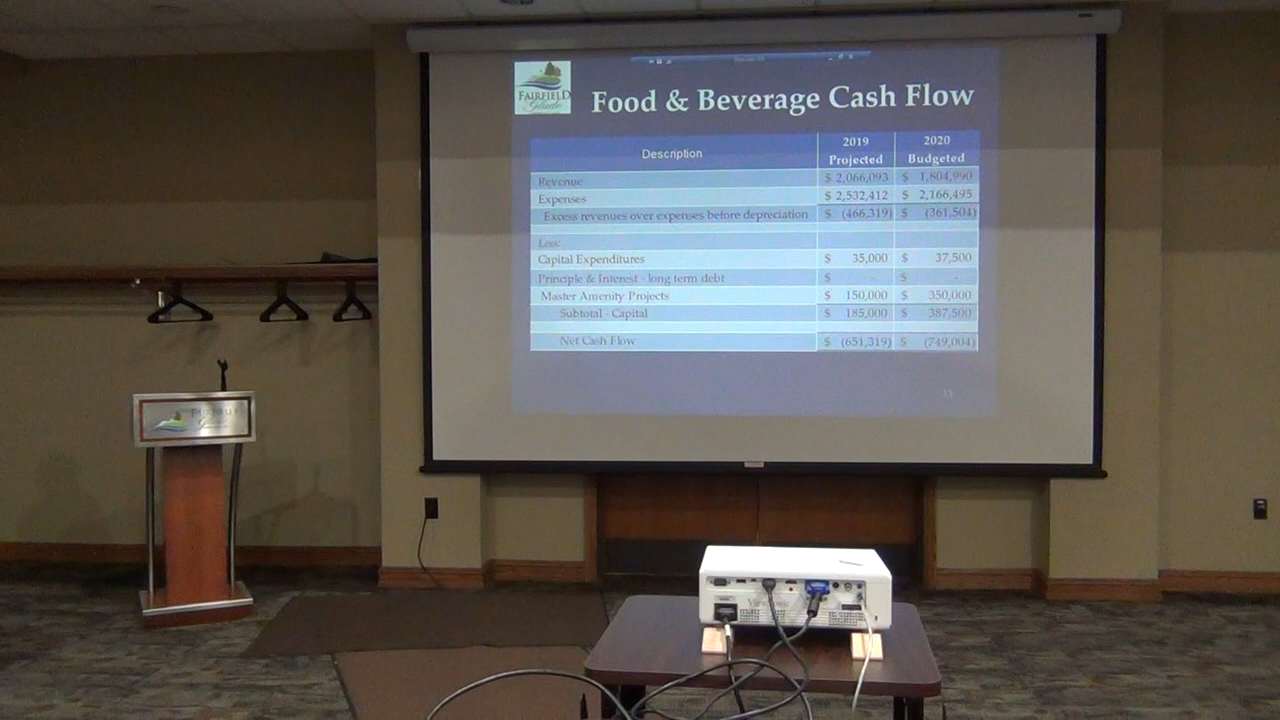 FAIRFIELD
Glade
Food & Beverage Cash Flow
Description 2019 Projected 2020 Budgeted
Revenue $ 2,066,093 $ 1,804,990
Expenses $ 2,532,412 $ 2,166,495
Excess revenues over expenses before depreciation $ (466,319) $ (361,504)
Less:
Capital Expenditures $ 35,000 $ 37,500
Principle & Interest - long term debt $ - $ -
Master Amenity Projects $ 150,000 $ 350,000
Subtotal - Capital $ 185,000 $ 387,500
Net Cash Flow $ (651,319) $ (749,004)
Glade
ViewSonic